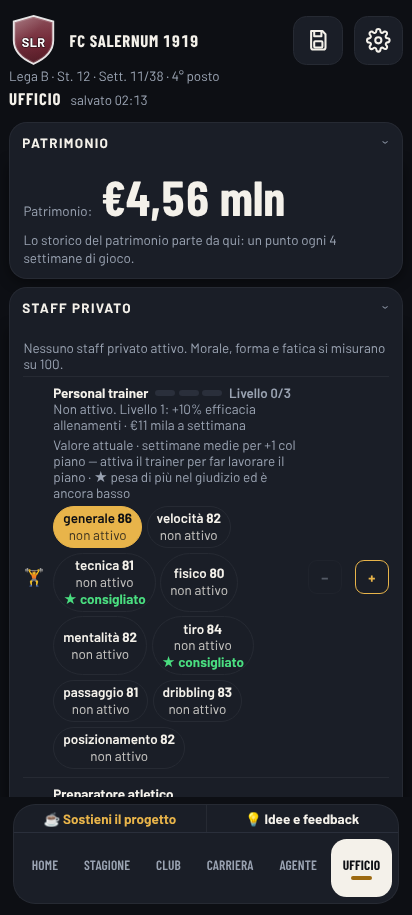 SLR
FC SALERNUM 1919
Lega B · St. 12 · Sett. 11/38 · 4° posto
UFFICIO salvato 02:13
PATRIMONIO
Patrimonio: €4,56 mln
Lo storico del patrimonio parte da qui: un punto ogni 4
settimane di gioco.
STAFF PRIVATO
Nessuno staff privato attivo. Morale, forma e fatica si misurano
su 100.
Personal trainer Livello 0/3
Non attivo. Livello 1: +10% efficacia
allenamenti · €11 mila a settimana
Valore attuale · settimane medie per +1 col
piano — attiva il trainer per far lavorare il
piano · ★ pesa di più nel giudizio ed è
ancora basso
generale 86
non attivo
velocità 82
non attivo
tecnica 81
non attivo
★ consigliato
fisico 80
non attivo
mentalità 82
non attivo
tiro 84
non attivo
★ consigliato
passaggio 81
non attivo
dribbling 83
non attivo
posizionamento 82
non attivo
− +
Preparatore atletico
☕ Sostieni il progetto
💡 Idee e feedback
HOME STAGIONE CLUB CARRIERA AGENTE UFFICIO